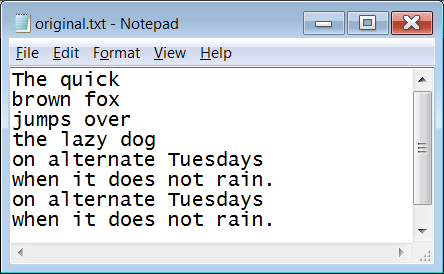 original.txt - Notepad
File Edit Format View Help
The quick
brown fox
jumps over
the lazy dog
on alternate Tuesdays
when it does not rain.
on alternate Tuesdays
when it does not rain.